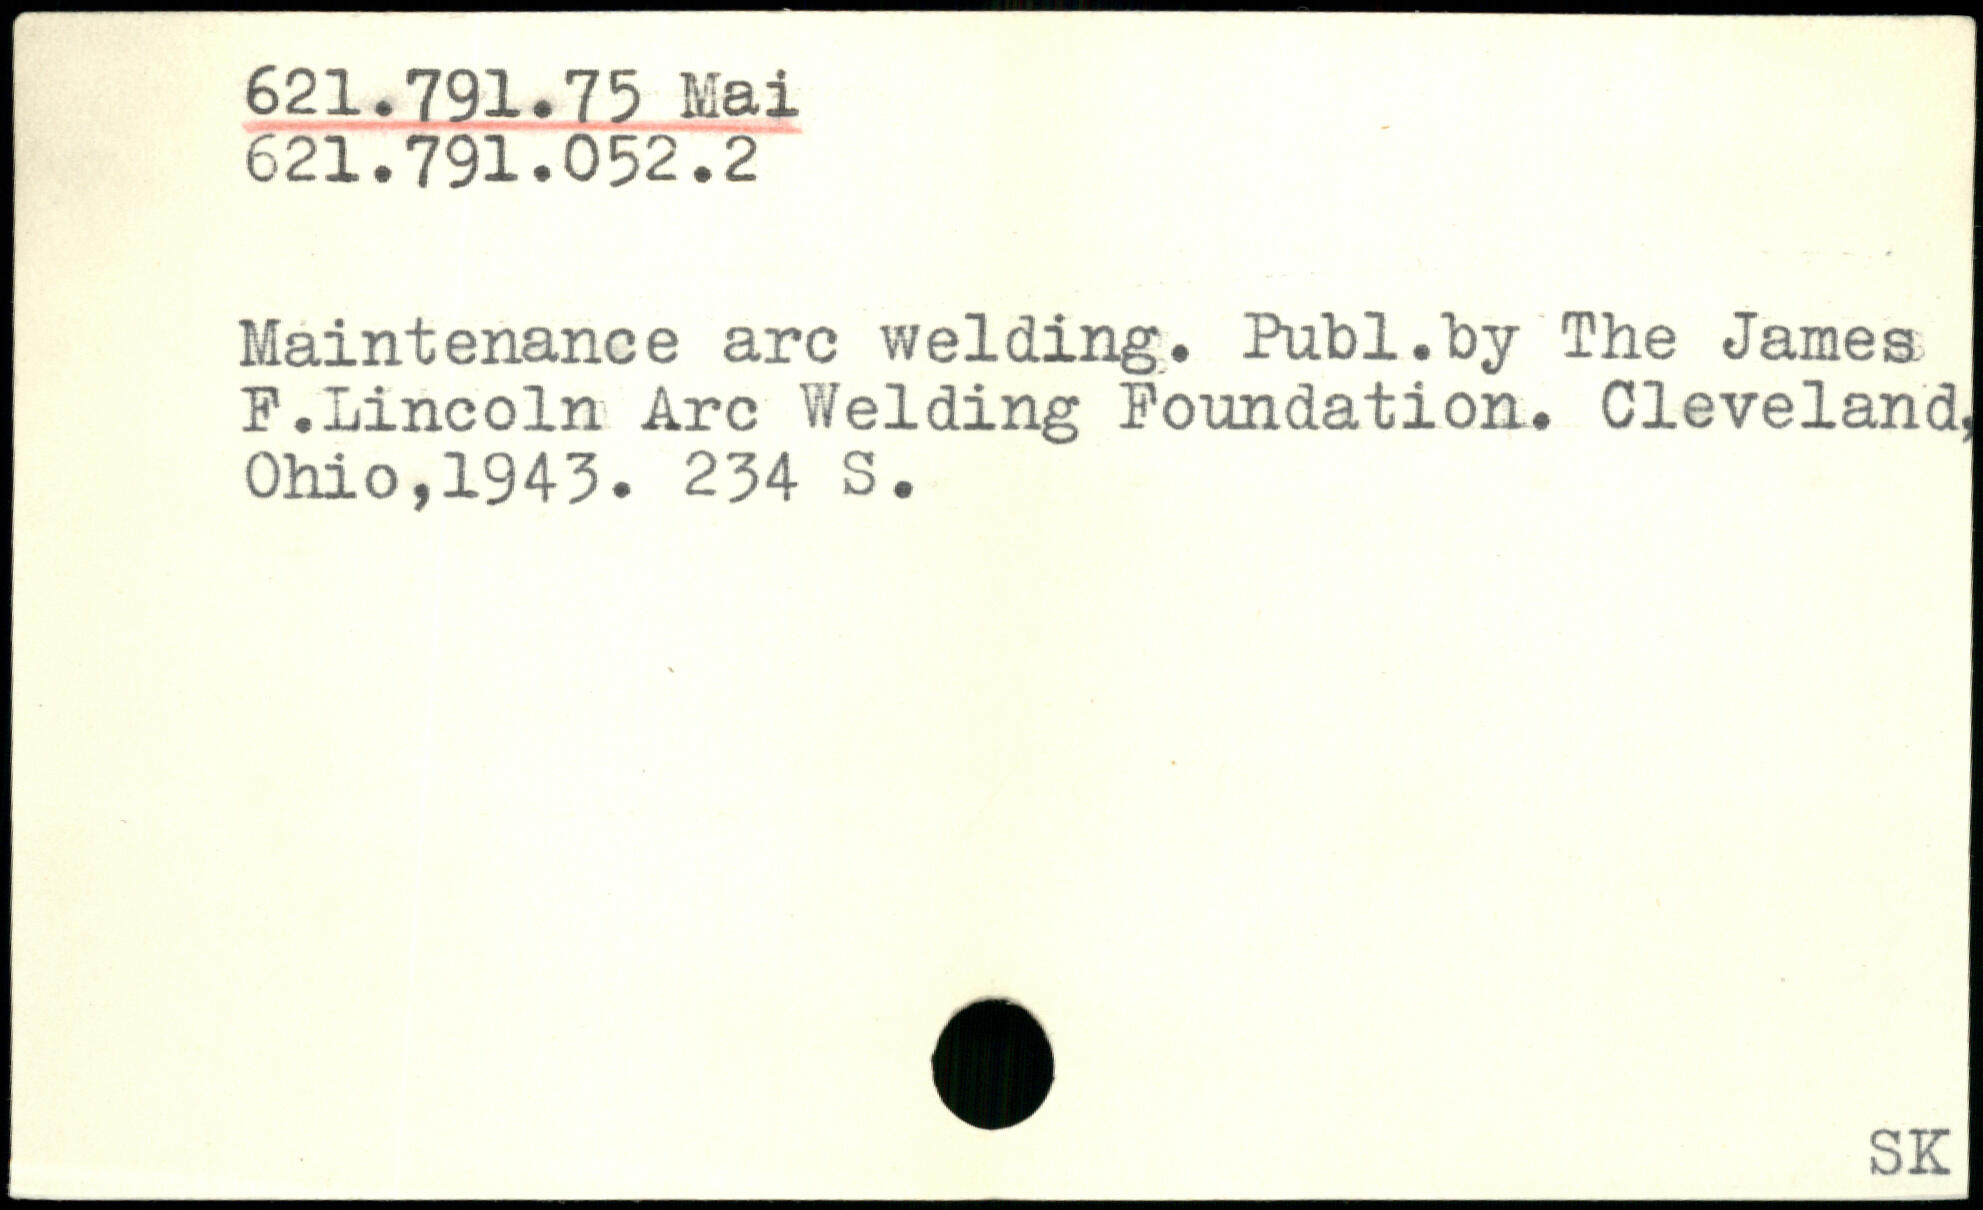 621.791.75 Mai
621.791.052.2
Maintenance arc welding. Publ.by The James
F.Lincoln Arc Welding Foundation. Cleveland,
Ohio,1943. 234 S.
SK